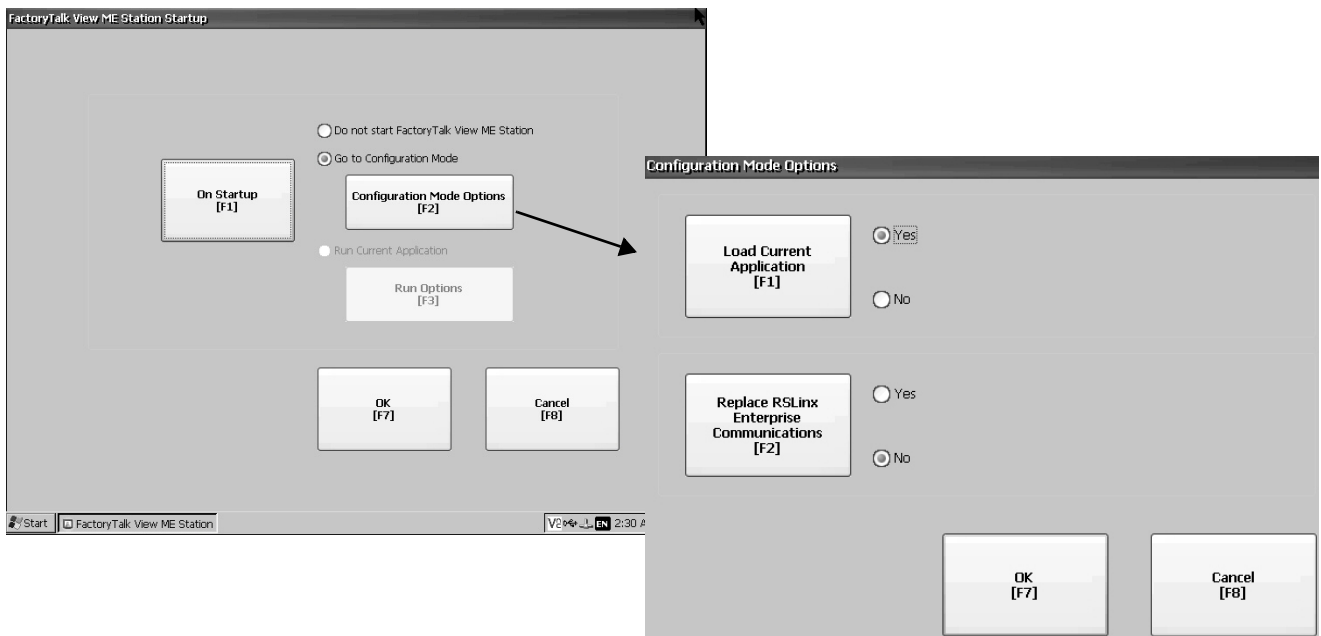 FactoryTalk View ME Station Startup
Do not start FactoryTalk View ME Station
Go to Configuration Mode
On Startup
[F1]
Configuration Mode Options
[F2]
Run Current Application
Run Options
[F3]
OK
[F7]
Cancel
[F8]
Start
FactoryTalk View ME Station
EN
2:30 A
Configuration Mode Options
Load Current
Application
[F1]
Yes
No
Replace RSLinx
Enterprise
Communications
[F2]
Yes
No
OK
[F7]
Cancel
[F8]